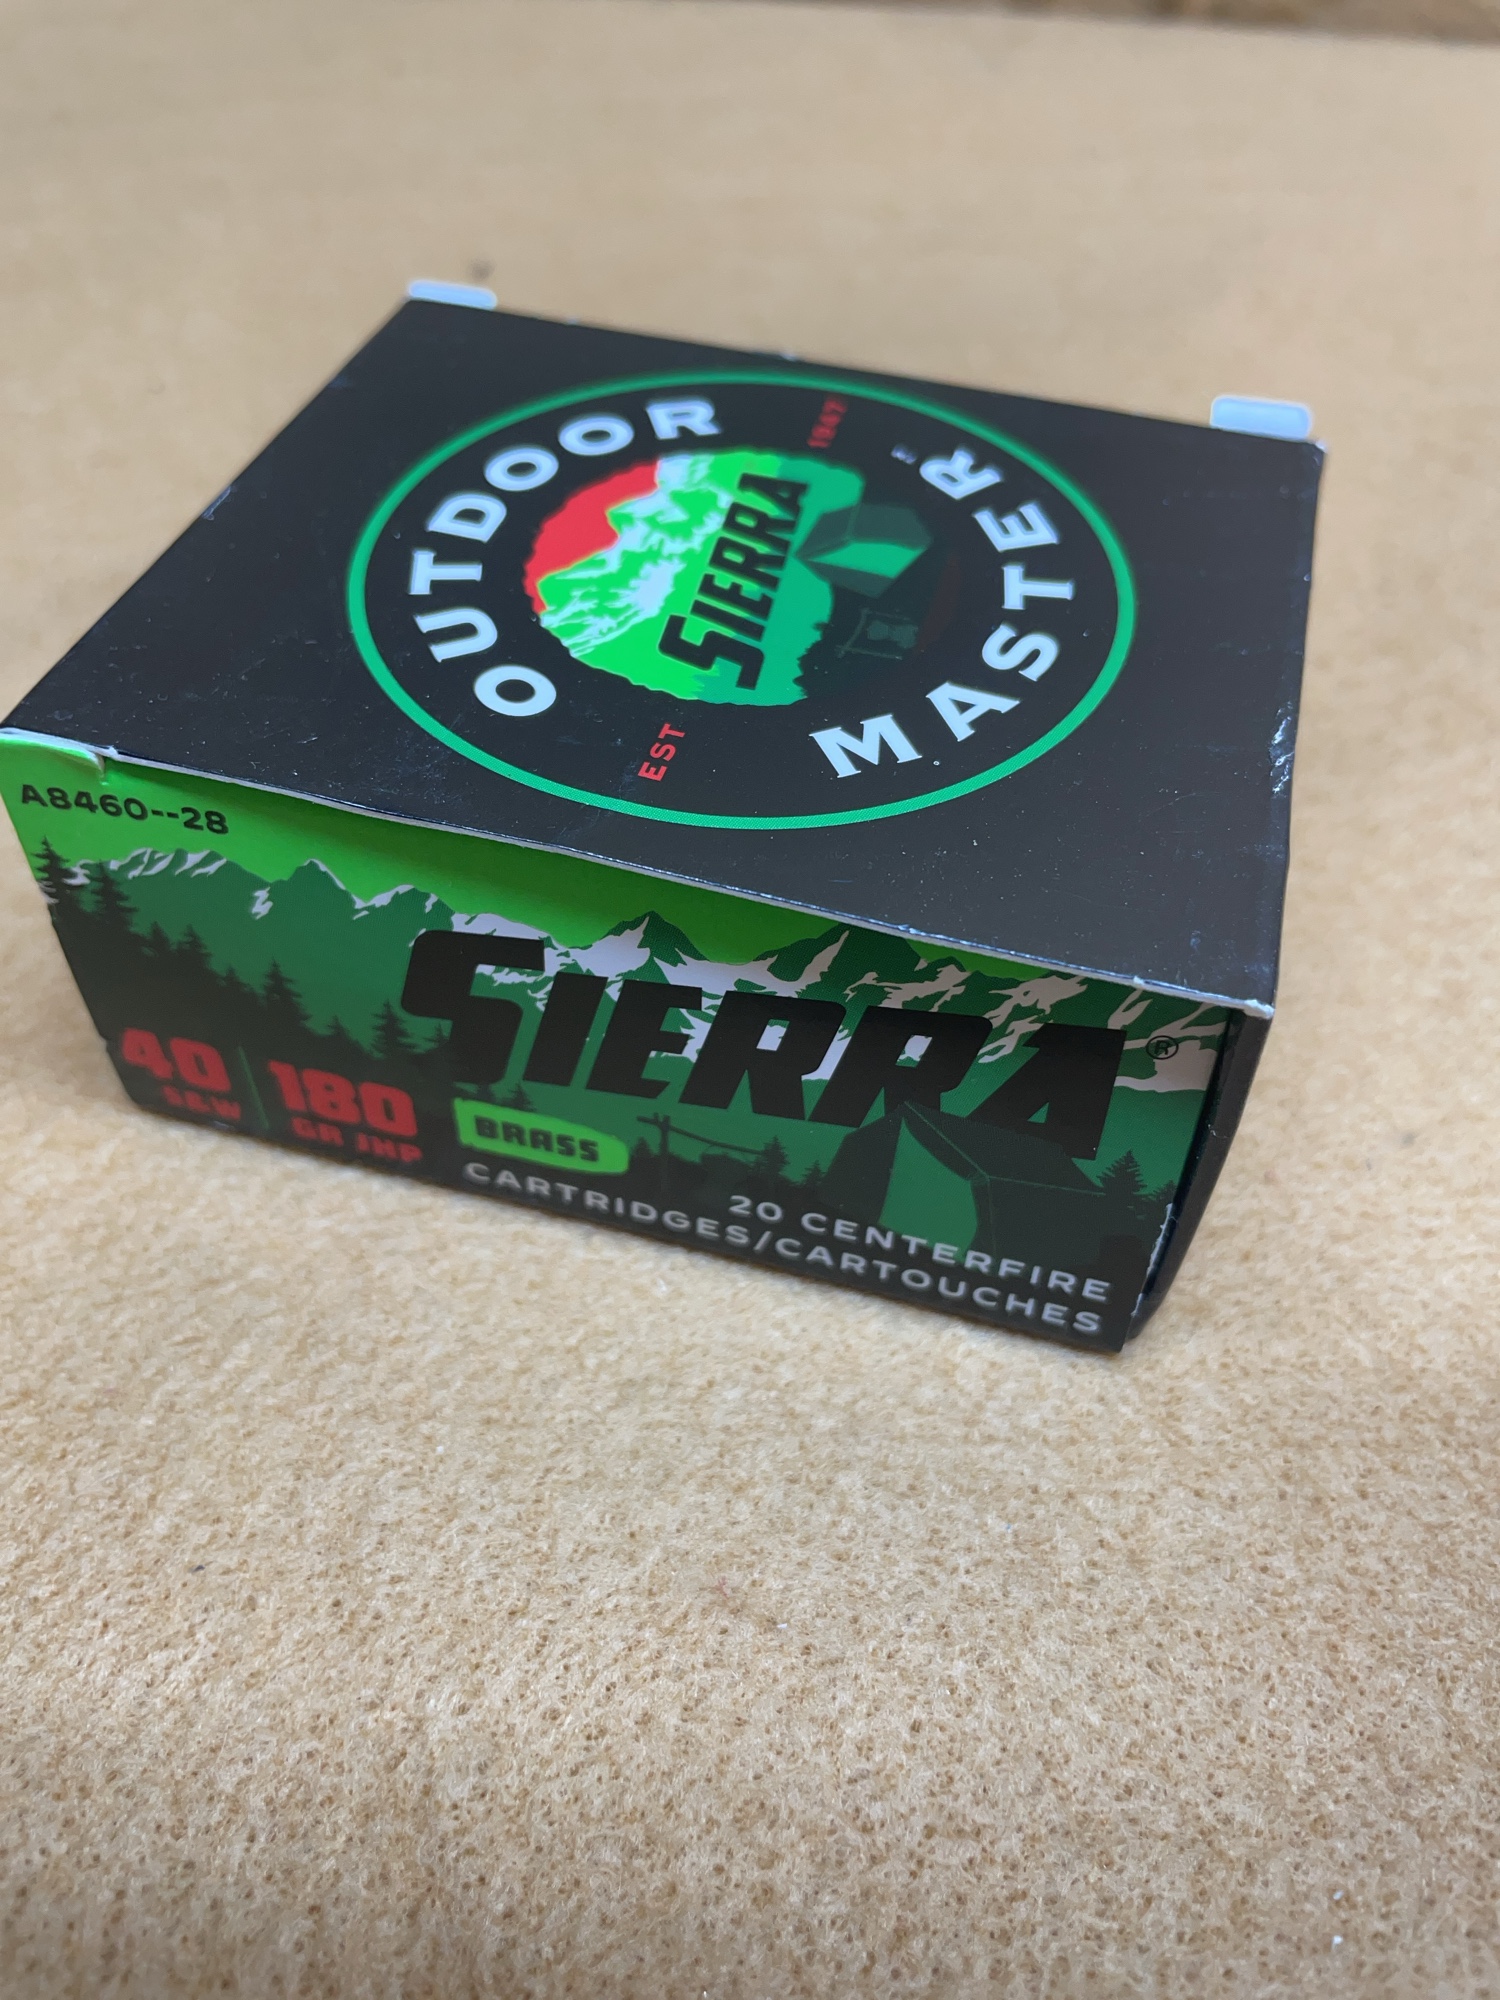 OUTDOOR
MASTER
EST
1947
SIERRA
A8460--28
SIERRA®
40
S&W
180
GR JHP
BRASS
20 CENTERFIRE
CARTRIDGES/CARTOUCHES